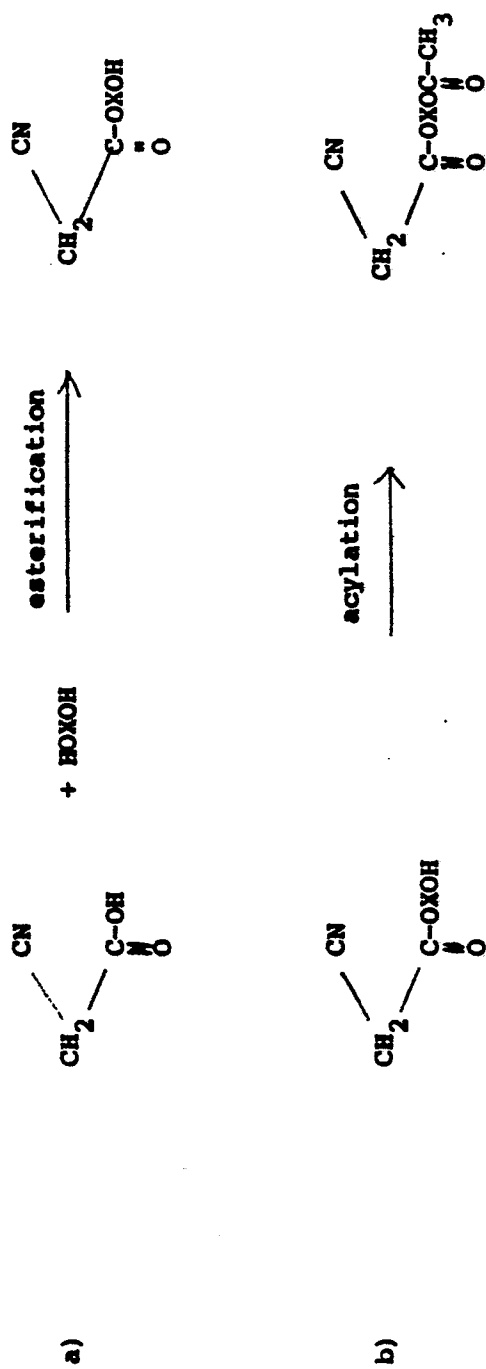 CN CN
esterification
a) CH₂ + HOXOH CH₂
C-OH C-OXOH
O O
CN CN
acylation
b) CH₂ CH₂
C-OXOH C-OXOC-CH₃
O O O